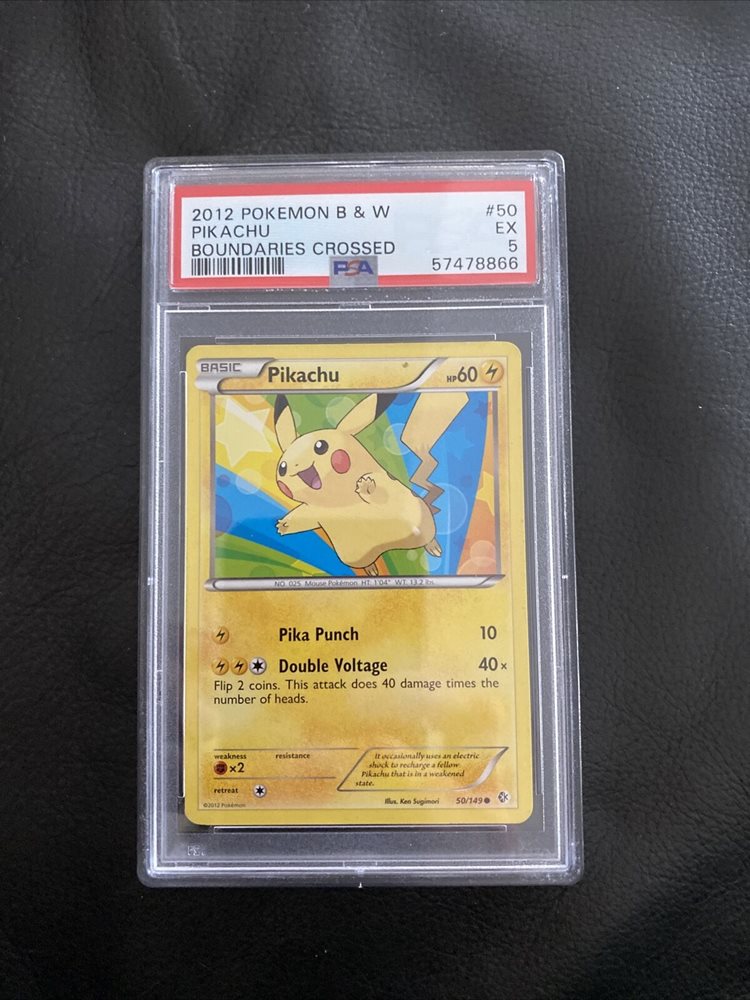 2012 POKEMON B & W #50
PIKACHU EX
BOUNDARIES CROSSED 5
PSA 57478866
BASIC Pikachu HP60
NO. 025 Mouse Pokémon HT: 1'04" WT: 13.2 lbs
Pika Punch 10
Double Voltage 40×
Flip 2 coins. This attack does 40 damage times the
number of heads.
weakness resistance
×2
retreat
It occasionally uses an electric
shock to recharge a fellow
Pikachu that is in a weakened
state.
©2012 Pokémon Illus. Ken Sugimori 50/149